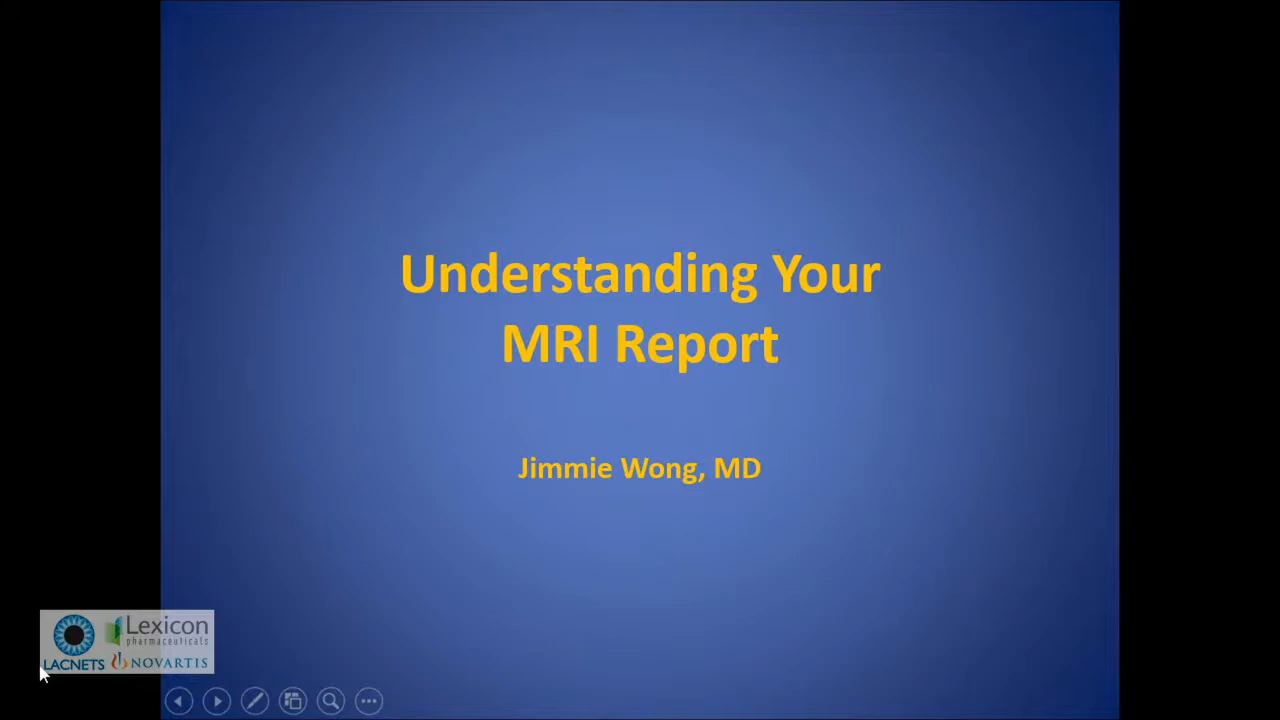 Understanding Your
MRI Report
Jimmie Wong, MD
Lexicon
pharmaceuticals
LACNETS
NOVARTIS